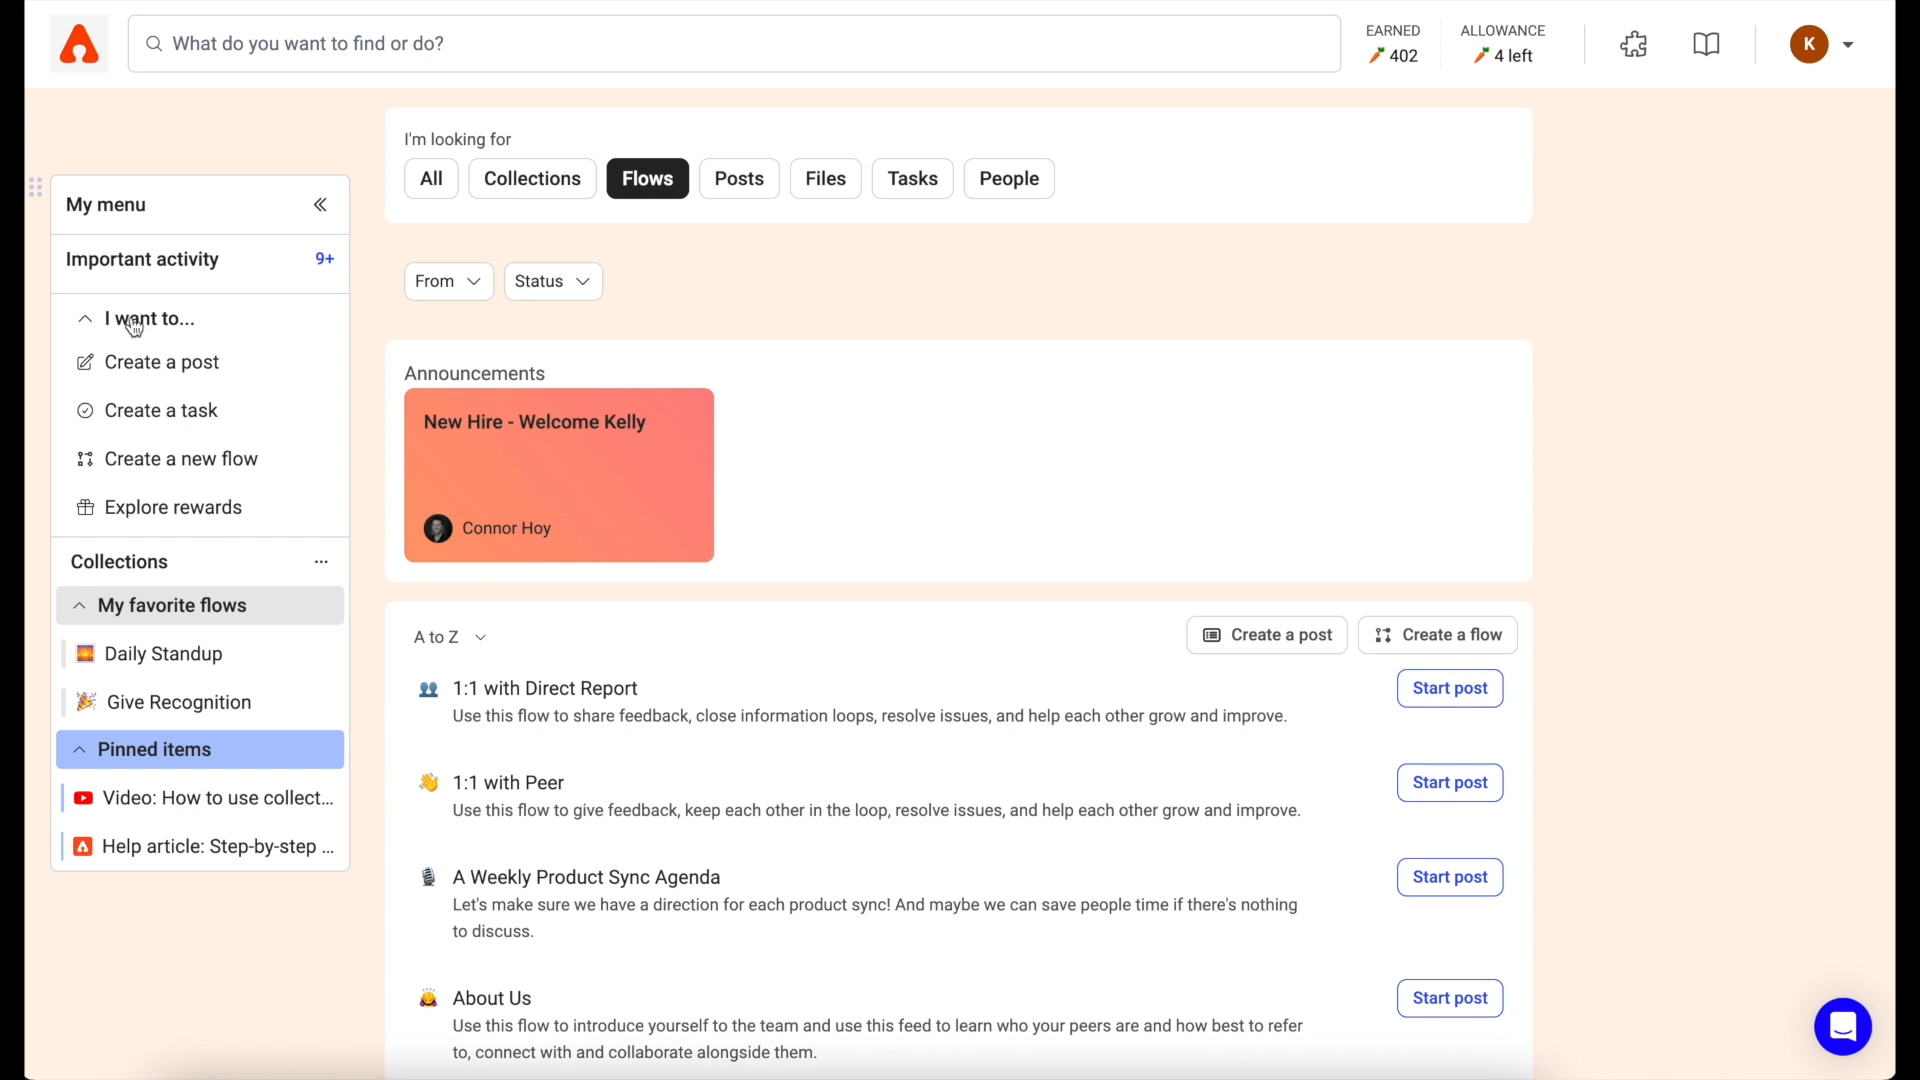 What do you want to find or do?
EARNED
402
ALLOWANCE
4 left
K
I'm looking for
All
Collections
Flows
Posts
Files
Tasks
People
My menu
Important activity
9+
I want to...
Create a post
Create a task
Create a new flow
Explore rewards
Collections
...
My favorite flows
Daily Standup
Give Recognition
Pinned items
Video: How to use collect...
Help article: Step-by-step ...
From
Status
Announcements
New Hire - Welcome Kelly
Connor Hoy
A to Z
Create a post
Create a flow
1:1 with Direct Report
Use this flow to share feedback, close information loops, resolve issues, and help each other grow and improve.
Start post
1:1 with Peer
Use this flow to give feedback, keep each other in the loop, resolve issues, and help each other grow and improve.
Start post
A Weekly Product Sync Agenda
Let's make sure we have a direction for each product sync! And maybe we can save people time if there's nothing
to discuss.
Start post
About Us
Use this flow to introduce yourself to the team and use this feed to learn who your peers are and how best to refer
to, connect with and collaborate alongside them.
Start post